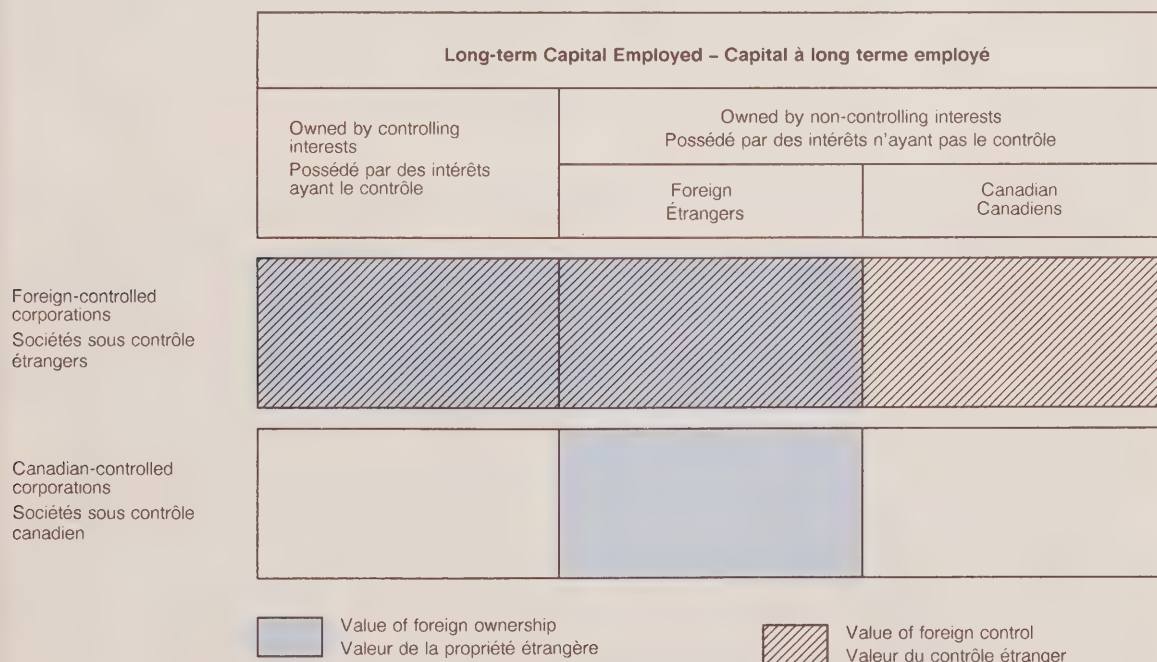 Long-term Capital Employed – Capital à long terme employé
Owned by controlling
interests
Possédé par des intérêts
ayant le contrôle
Owned by non-controlling interests
Possédé par des intérêts n'ayant pas le contrôle
Foreign
Étrangers
Canadian
Canadiens
Foreign-controlled
corporations
Sociétés sous contrôle
étrangers
Canadian-controlled
corporations
Sociétés sous contrôle
canadien
Value of foreign ownership
Valeur de la propriété étrangère
Value of foreign control
Valeur du contrôle étranger